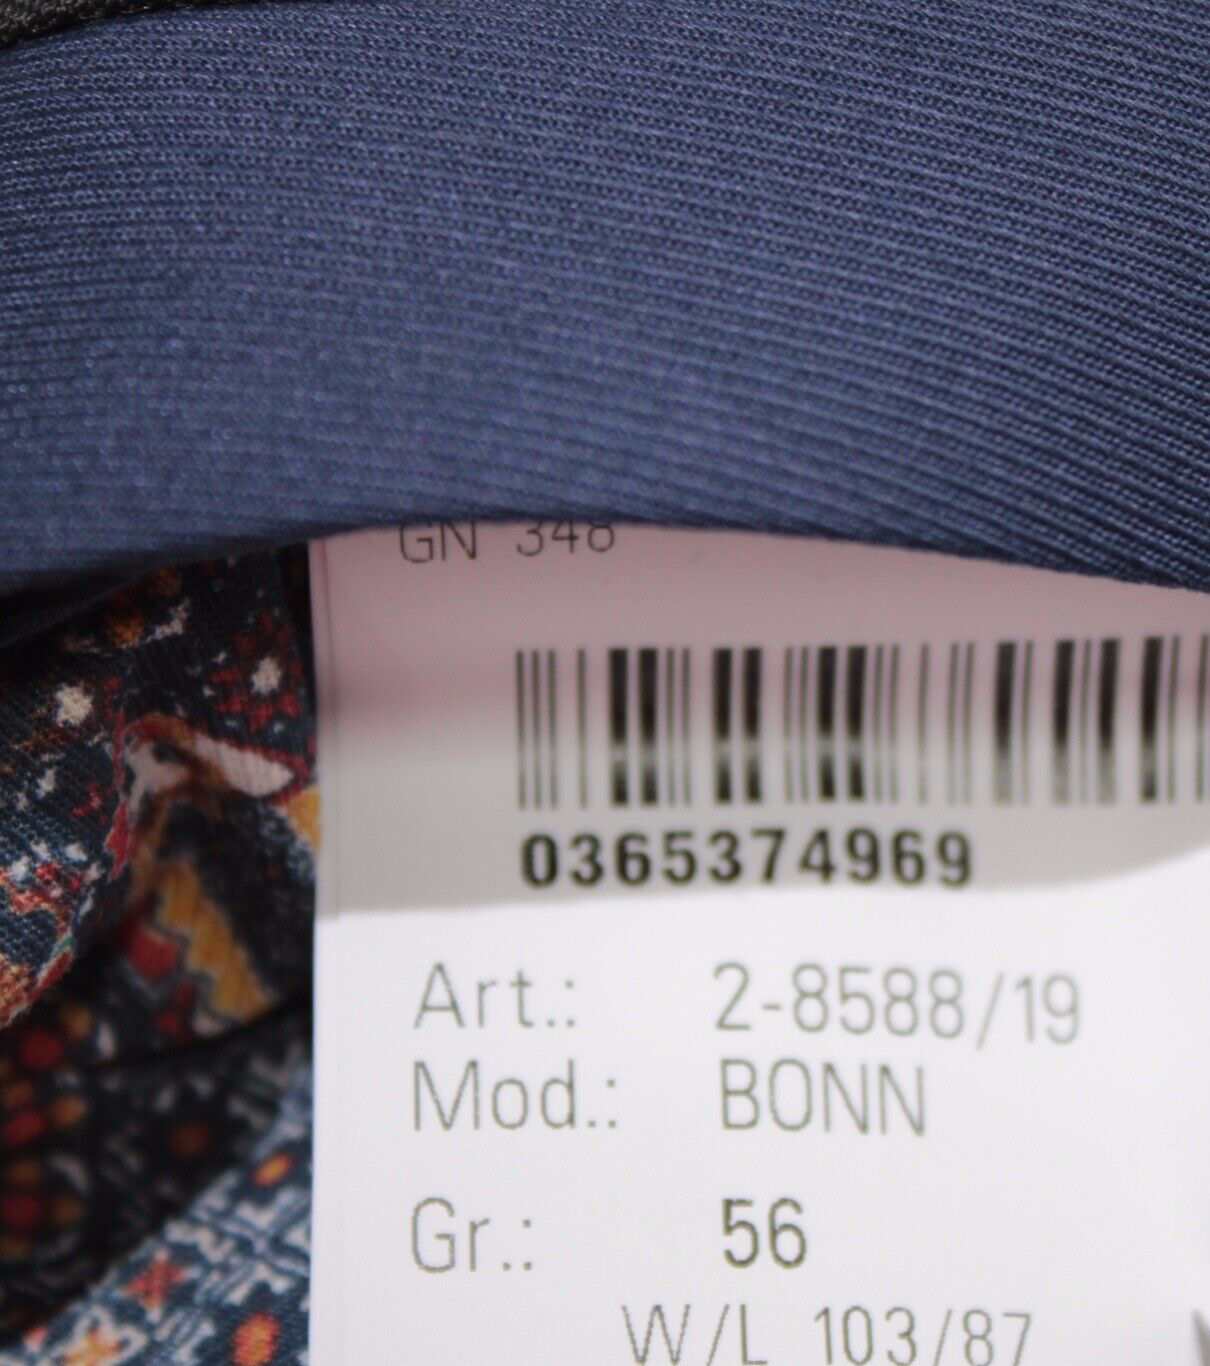 GN 348
0365374969
Art.: 2-8588/19
Mod.: BONN
Gr.: 56
W/L 103/87